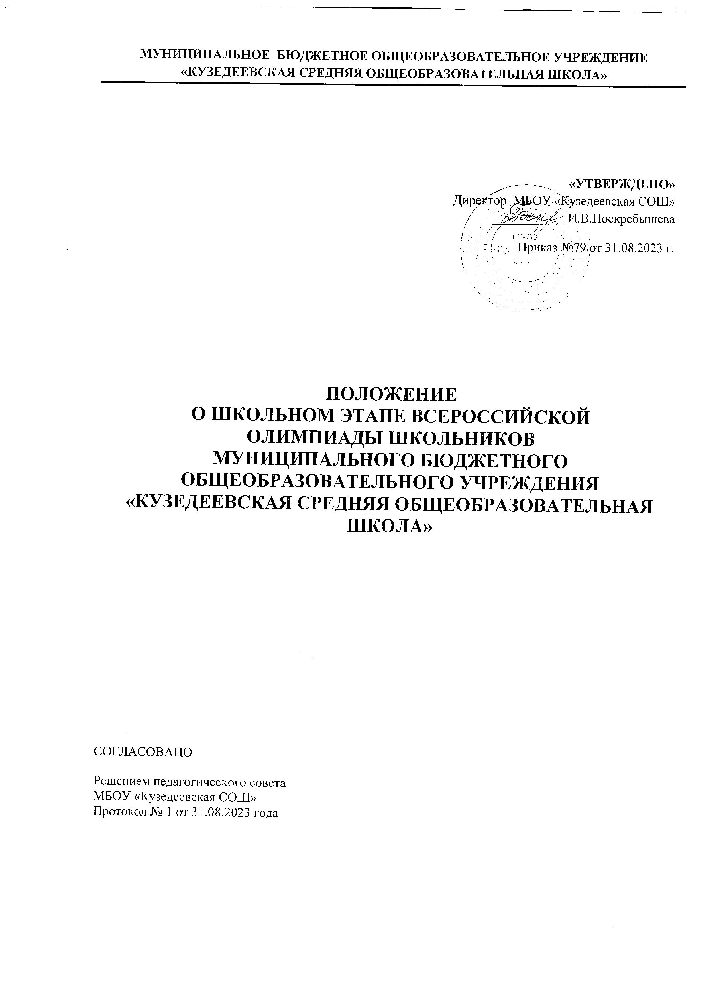 МУНИЦИПАЛЬНОЕ БЮДЖЕТНОЕ ОБЩЕОБРАЗОВАТЕЛЬНОЕ УЧРЕЖДЕНИЕ
«КУЗЕДЕЕВСКАЯ СРЕДНЯЯ ОБЩЕОБРАЗОВАТЕЛЬНАЯ ШКОЛА»
«УТВЕРЖДЕНО»
Директор МБОУ «Кузедеевская СОШ»
И.В.Поскребышева
Приказ №79 от 31.08.2023 г.
ПОЛОЖЕНИЕ
О ШКОЛЬНОМ ЭТАПЕ ВСЕРОССИЙСКОЙ
ОЛИМПИАДЫ ШКОЛЬНИКОВ
МУНИЦИПАЛЬНОГО БЮДЖЕТНОГО
ОБЩЕОБРАЗОВАТЕЛЬНОГО УЧРЕЖДЕНИЯ
«КУЗЕДЕЕВСКАЯ СРЕДНЯЯ ОБЩЕОБРАЗОВАТЕЛЬНАЯ
ШКОЛА»
СОГЛАСОВАНО
Решением педагогического совета
МБОУ «Кузедеевская СОШ»
Протокол № 1 от 31.08.2023 года